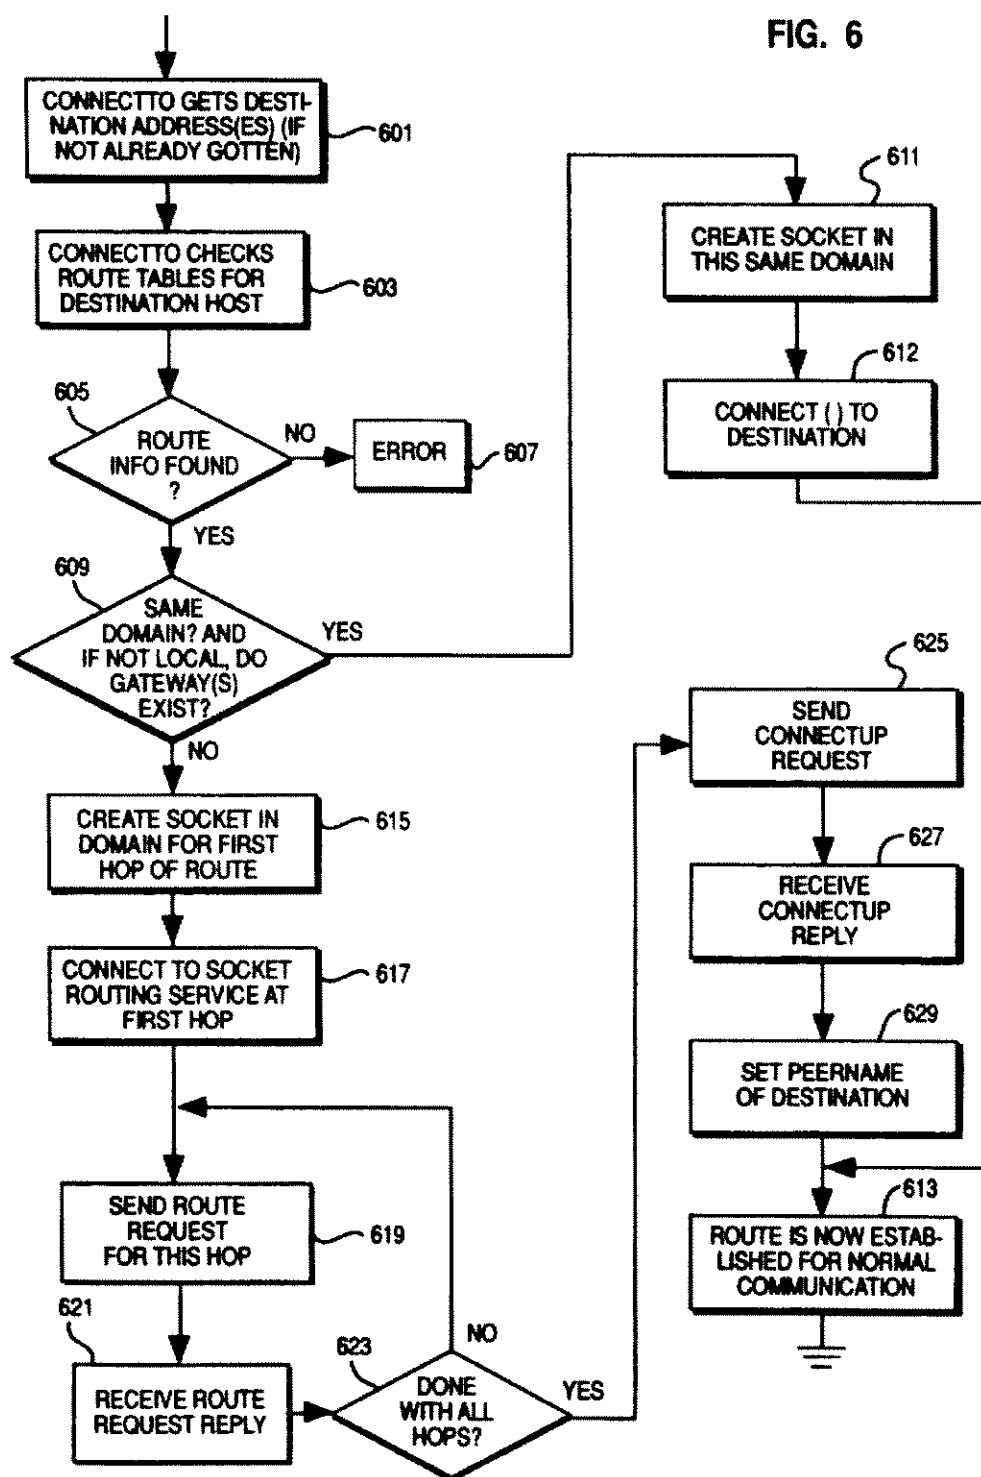 FIG. 6
CONNECTTO GETS DESTI-
NATION ADDRESS(ES) (IF
NOT ALREADY GOTTEN)
601
CONNECTTO CHECKS
ROUTE TABLES FOR
DESTINATION HOST
603
605
ROUTE
INFO FOUND
?
NO
ERROR
607
YES
609
SAME
DOMAIN? AND
IF NOT LOCAL, DO
GATEWAY(S)
EXIST?
YES
NO
611
CREATE SOCKET IN
THIS SAME DOMAIN
612
CONNECT ( ) TO
DESTINATION
CREATE SOCKET IN
DOMAIN FOR FIRST
HOP OF ROUTE
615
CONNECT TO SOCKET
ROUTING SERVICE AT
FIRST HOP
617
SEND ROUTE
REQUEST
FOR THIS HOP
619
621
RECEIVE ROUTE
REQUEST REPLY
623
DONE
WITH ALL
HOPS?
NO
YES
625
SEND
CONNECTUP
REQUEST
627
RECEIVE
CONNECTUP
REPLY
629
SET PEERNAME
OF DESTINATION
613
ROUTE IS NOW ESTAB-
LISHED FOR NORMAL
COMMUNICATION